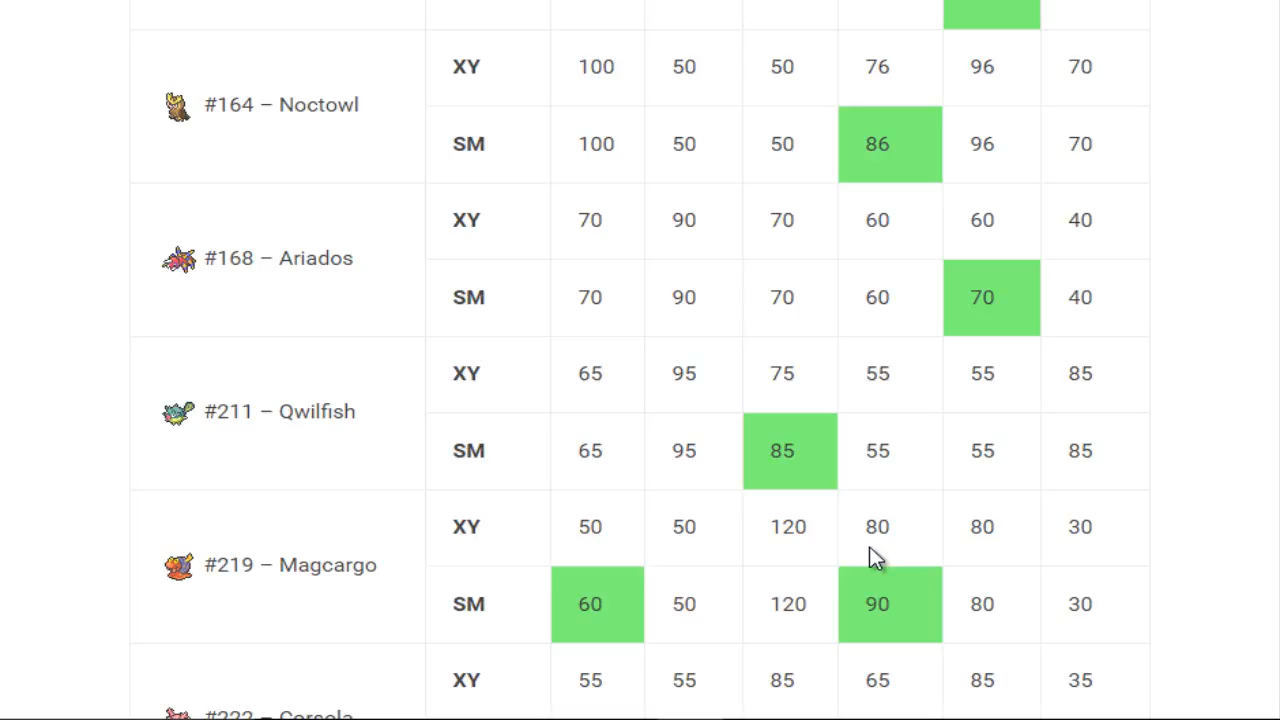 XY 100 50 50 76 96 70
#164 – Noctowl
SM 100 50 50 86 96 70
XY 70 90 70 60 60 40
#168 – Ariados
SM 70 90 70 60 70 40
XY 65 95 75 55 55 85
#211 – Qwilfish
SM 65 95 85 55 55 85
XY 50 50 120 80 80 30
#219 – Magcargo
SM 60 50 120 90 80 30
XY 55 55 85 65 85 35
#222 – Corsola